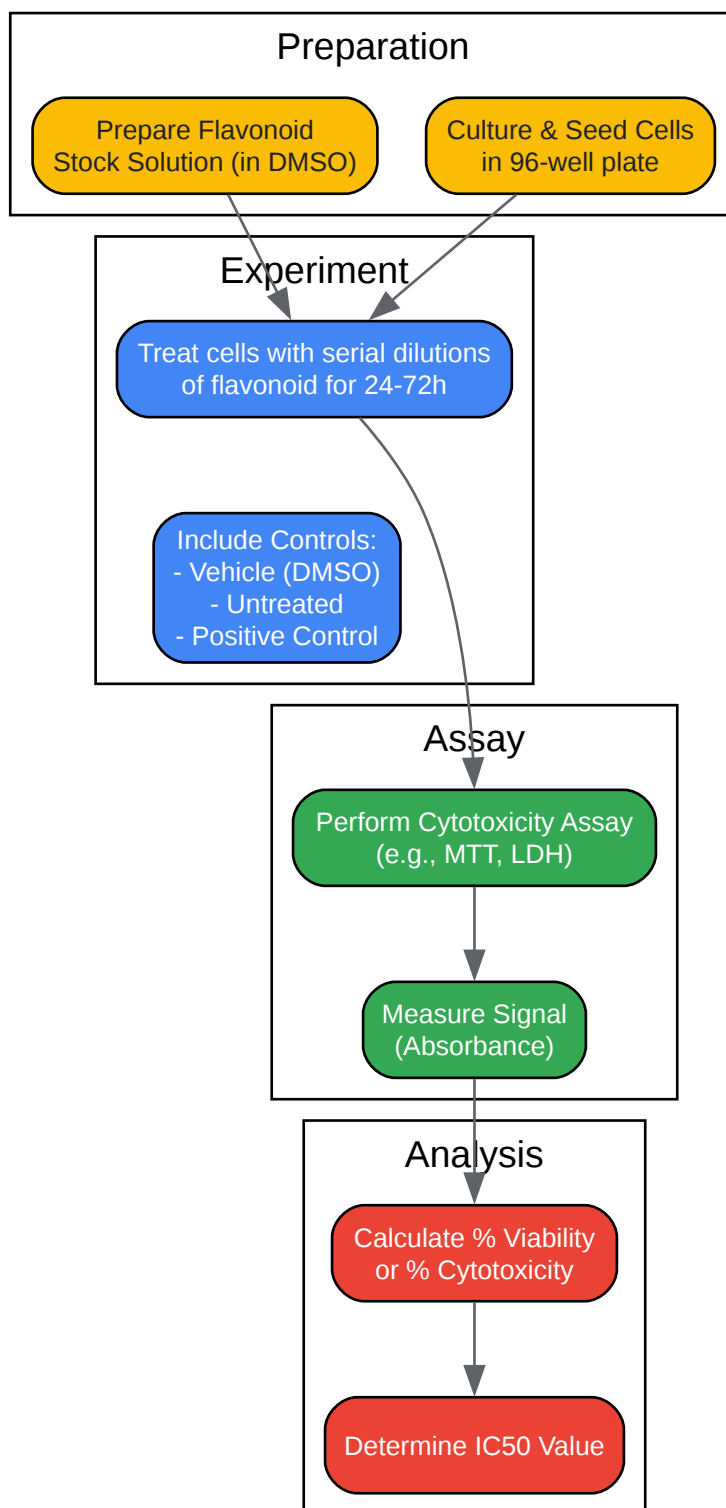 Preparation
Prepare Flavonoid
Stock Solution (in DMSO)
Culture & Seed Cells
in 96-well plate
Experiment
Treat cells with serial dilutions
of flavonoid for 24-72h
Include Controls:
- Vehicle (DMSO)
- Untreated
- Positive Control
Assay
Perform Cytotoxicity Assay
(e.g., MTT, LDH)
Measure Signal
(Absorbance)
Analysis
Calculate % Viability
or % Cytotoxicity
Determine IC50 Value